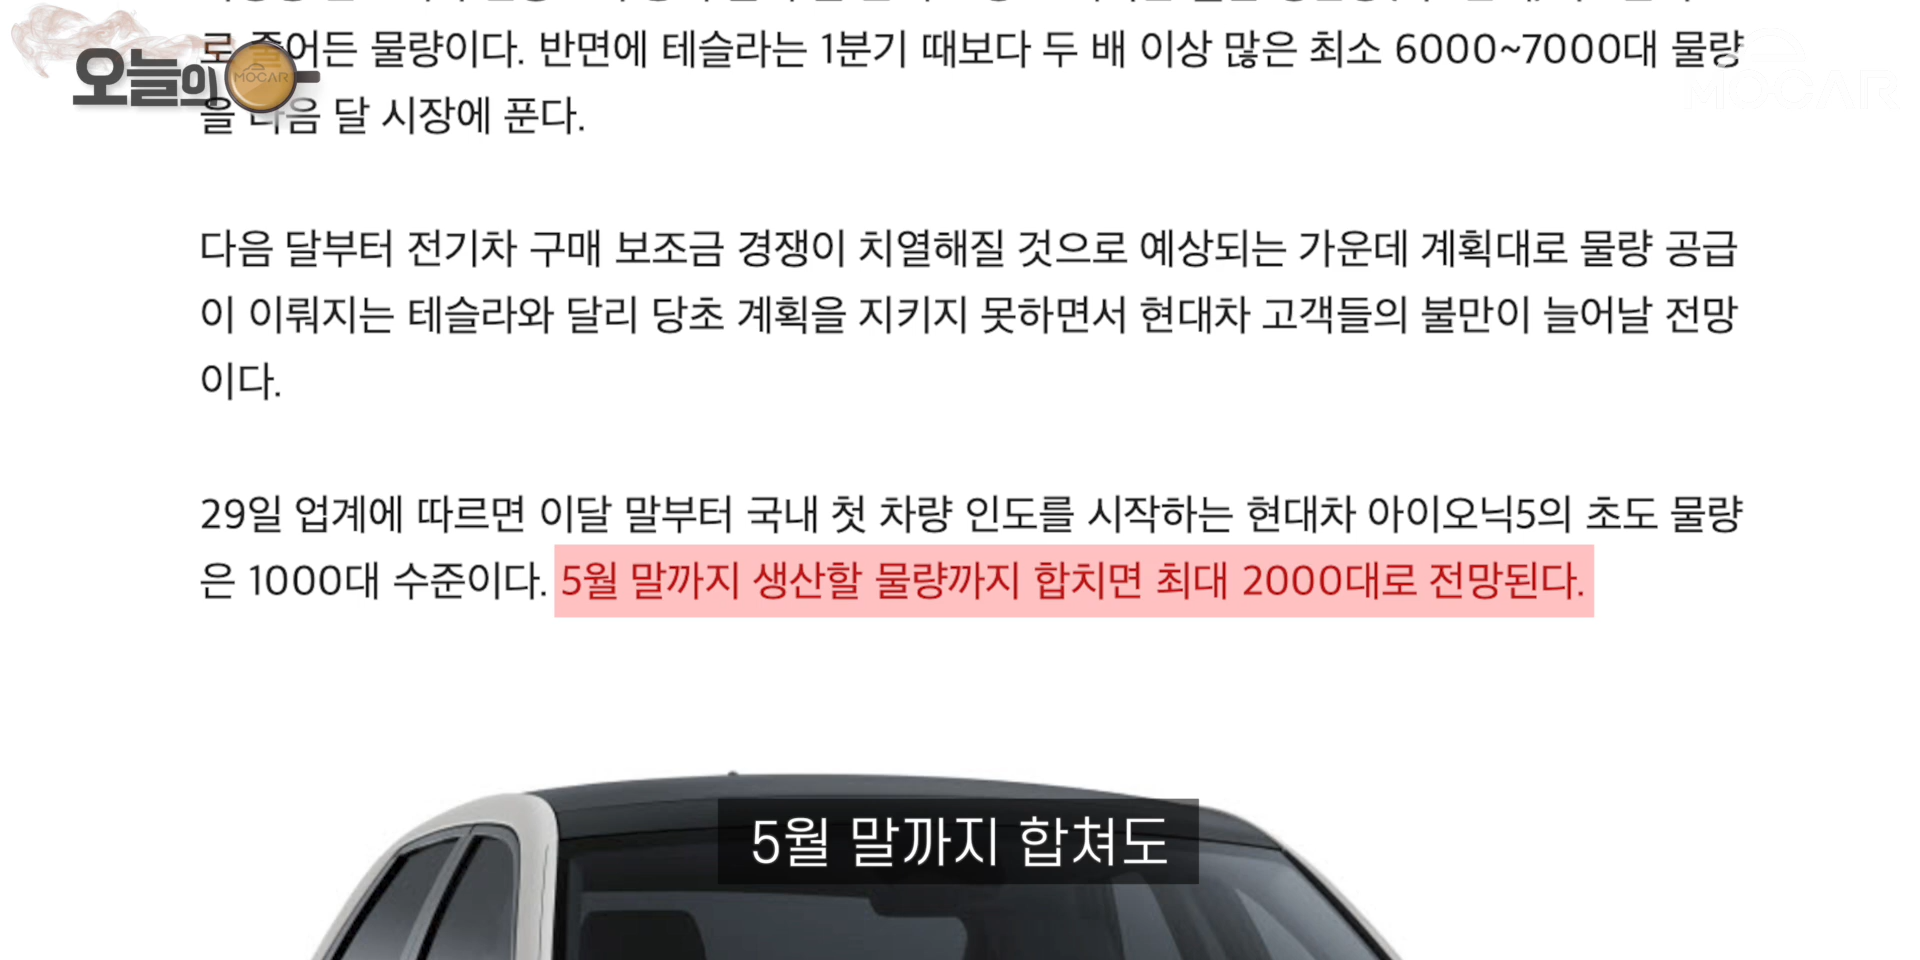 오늘의 MOCAR
MOCAR
로 줄어든 물량이다. 반면에 테슬라는 1분기 때보다 두 배 이상 많은 최소 6000~7000대 물량
을 다음 달 시장에 푼다.
다음 달부터 전기차 구매 보조금 경쟁이 치열해질 것으로 예상되는 가운데 계획대로 물량 공급
이 이뤄지는 테슬라와 달리 당초 계획을 지키지 못하면서 현대차 고객들의 불만이 늘어날 전망
이다.
29일 업계에 따르면 이달 말부터 국내 첫 차량 인도를 시작하는 현대차 아이오닉5의 초도 물량
은 1000대 수준이다. 5월 말까지 생산할 물량까지 합치면 최대 2000대로 전망된다.
5월 말까지 합쳐도